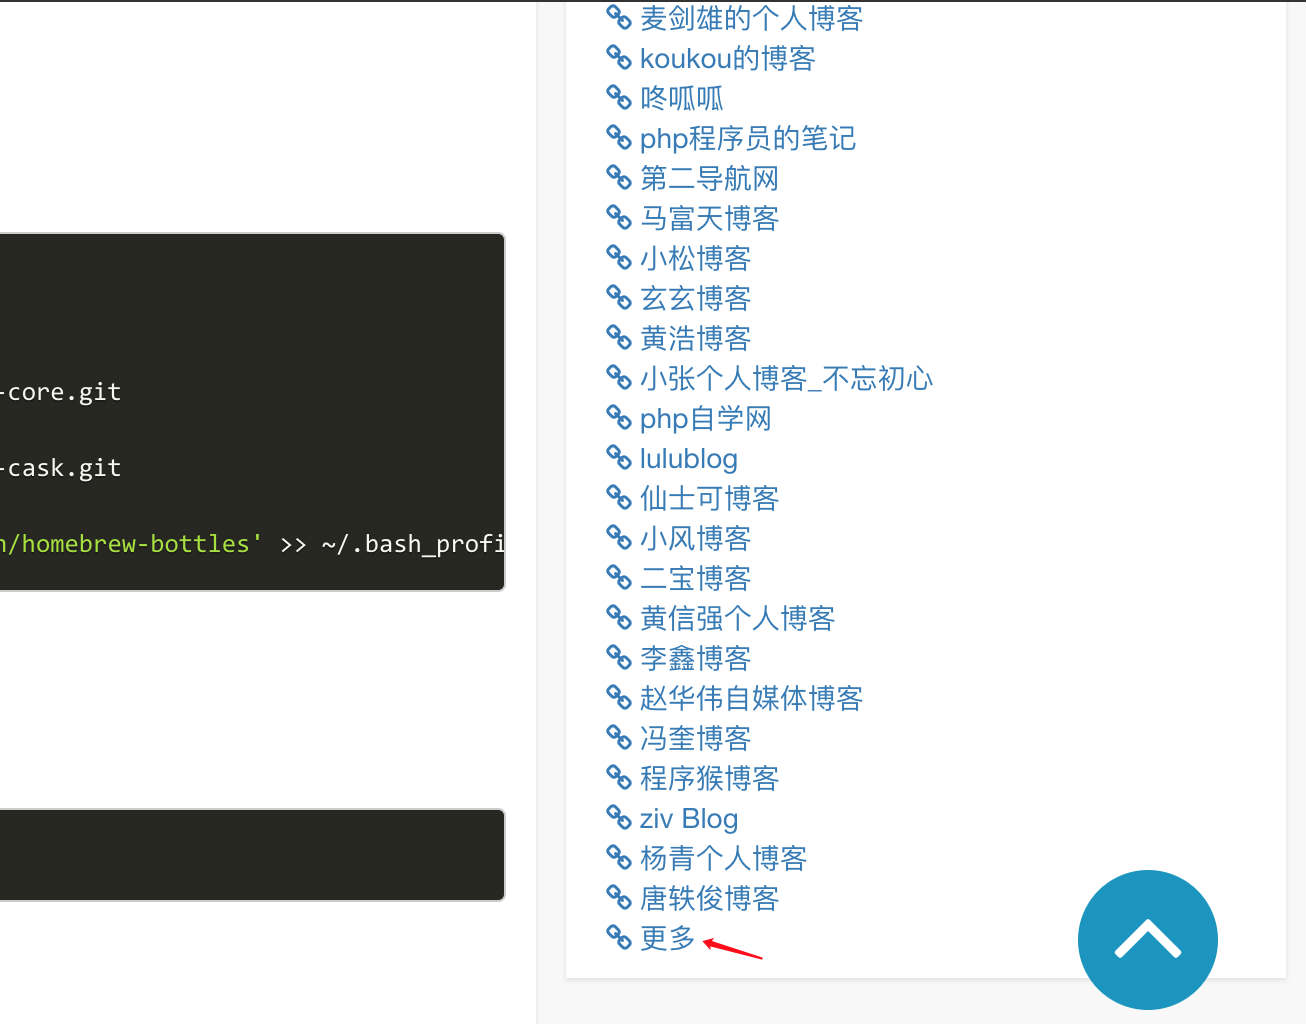 -core.git
-cask.git
n/homebrew-bottles' >> ~/.bash_profi
麦剑雄的个人博客
koukou的博客
咚呱呱
php程序员的笔记
第二导航网
马富天博客
小松博客
玄玄博客
黄浩博客
小张个人博客_不忘初心
php自学网
lulublog
仙士可博客
小风博客
二宝博客
黄信强个人博客
李鑫博客
赵华伟自媒体博客
冯奎博客
程序猴博客
ziv Blog
杨青个人博客
唐轶俊博客
更多